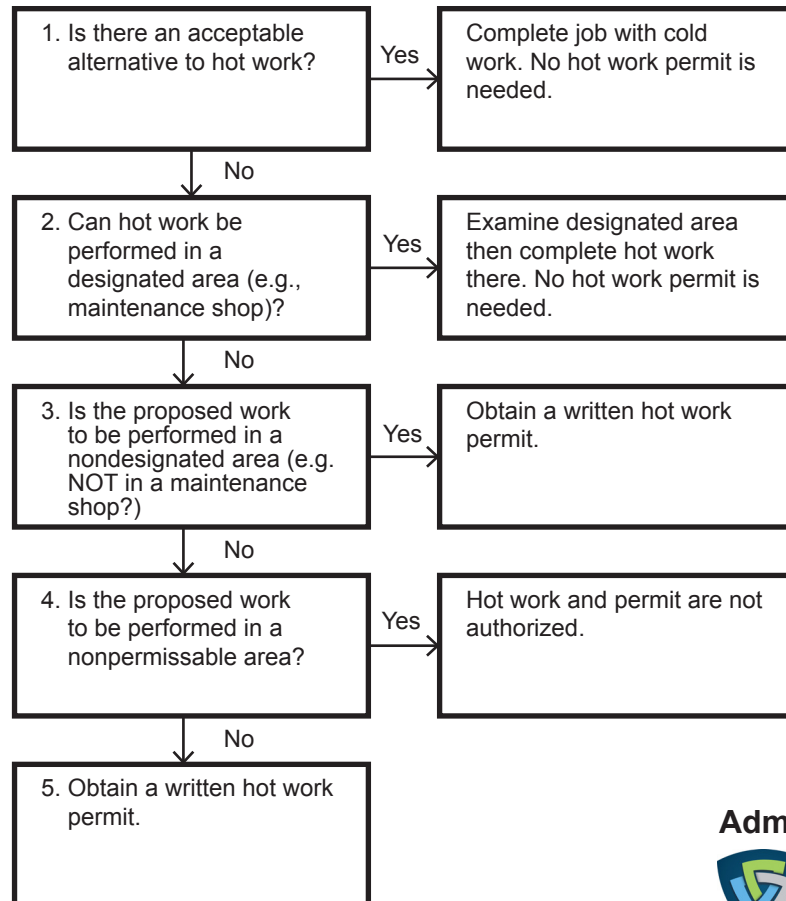 1. Is there an acceptable
alternative to hot work?
Yes
Complete job with cold
work. No hot work permit is
needed.
No
2. Can hot work be
performed in a
designated area (e.g.,
maintenance shop)?
Yes
Examine designated area
then complete hot work
there. No hot work permit is
needed.
No
3. Is the proposed work
to be performed in a
nondesignated area (e.g.
NOT in a maintenance
shop?)
Yes
Obtain a written hot work
permit.
No
4. Is the proposed work
to be performed in a
nonpermissable area?
Yes
Hot work and permit are not
authorized.
No
5. Obtain a written hot work
permit.
Adm